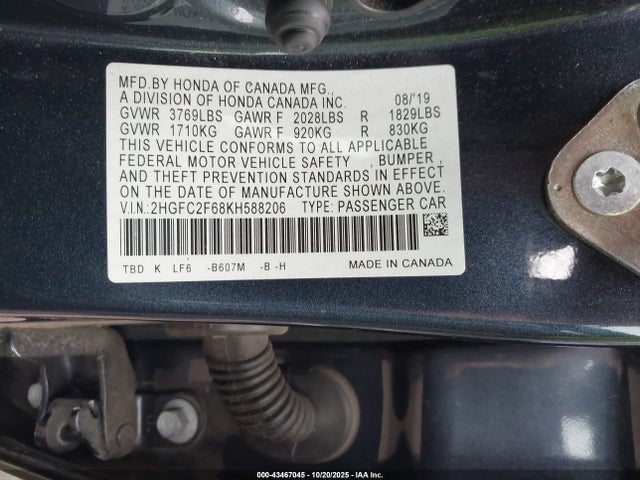 MFD.BY HONDA OF CANADA MFG.,
A DIVISION OF HONDA CANADA INC. 08/'19
GVWR 3769LBS GAWR F 2028LBS R 1829LBS
GVWR 1710KG GAWR F 920KG R 830KG
THIS VEHICLE CONFORMS TO ALL APPLICABLE
FEDERAL MOTOR VEHICLE SAFETY , BUMPER ,
AND THEFT PREVENTION STANDARDS IN EFFECT
ON THE DATE OF MANUFACTURE SHOWN ABOVE.
V.I.N.:2HGFC2F68KH588206 TYPE: PASSENGER CAR
TBD K LF6 -B607M -B -H MADE IN CANADA
000-43467045 | 10/20/2025 | IAA Inc.